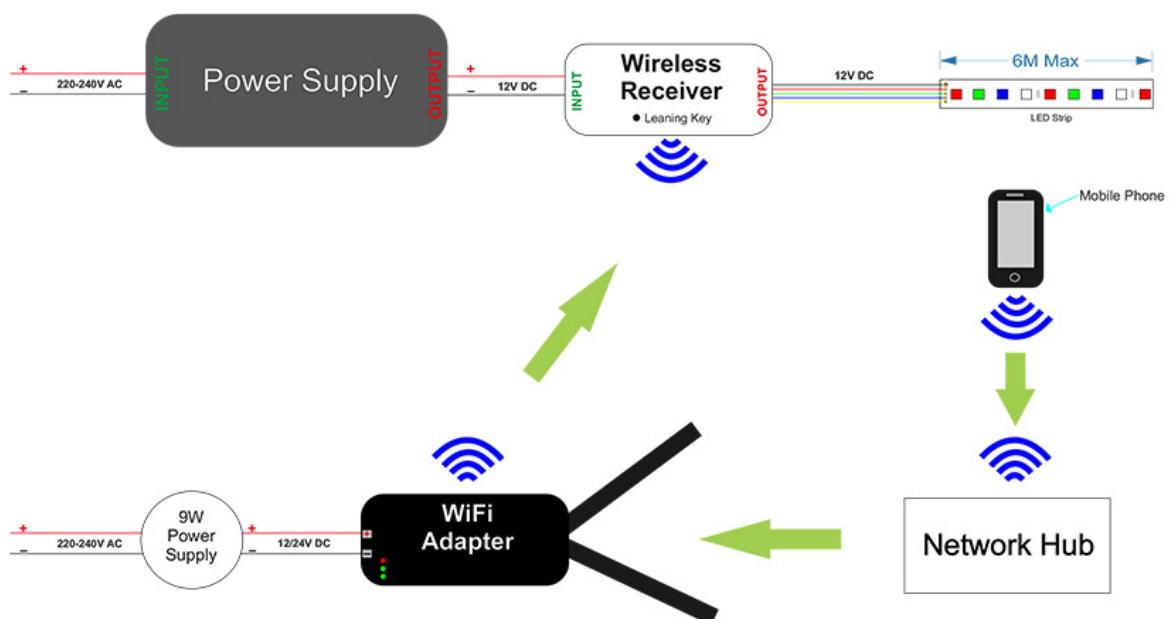 +
220-240V AC
–
INPUT
Power Supply
OUTPUT
+
12V DC
–
INPUT
Wireless
Receiver
● Leaning Key
OUTPUT
12V DC
6M Max
LED Strip
Mobile Phone
+
220-240V AC
–
9W
Power
Supply
+
12/24V DC
–
+
–
WiFi
Adapter
Network Hub